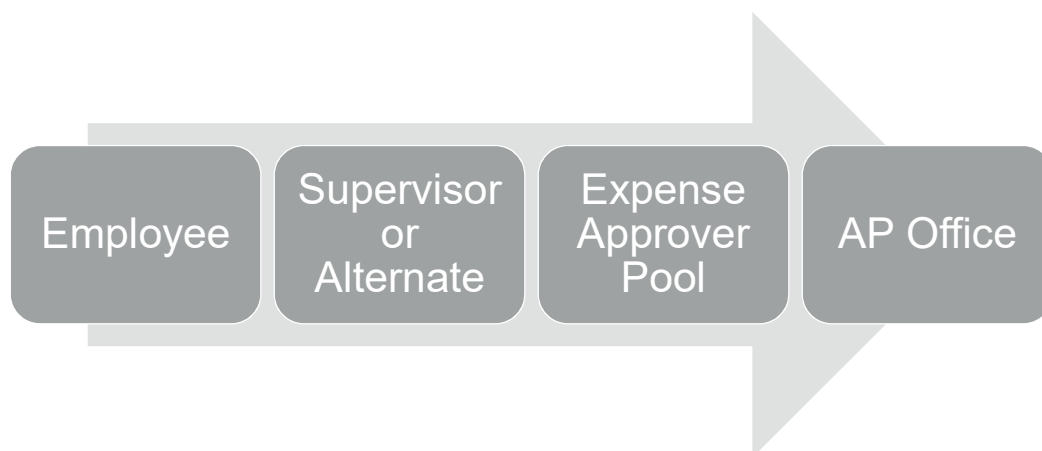 Employee
Supervisor
or
Alternate
Expense
Approver
Pool
AP Office